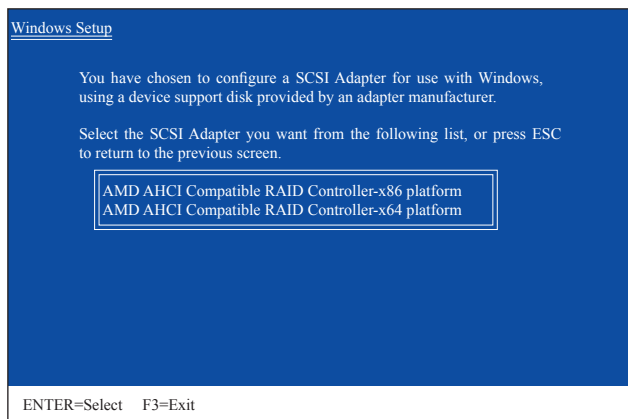 Windows Setup
You have chosen to configure a SCSI Adapter for use with Windows,
using a device support disk provided by an adapter manufacturer.
Select the SCSI Adapter you want from the following list, or press ESC
to return to the previous screen.
AMD AHCI Compatible RAID Controller-x86 platform
AMD AHCI Compatible RAID Controller-x64 platform
ENTER=Select F3=Exit